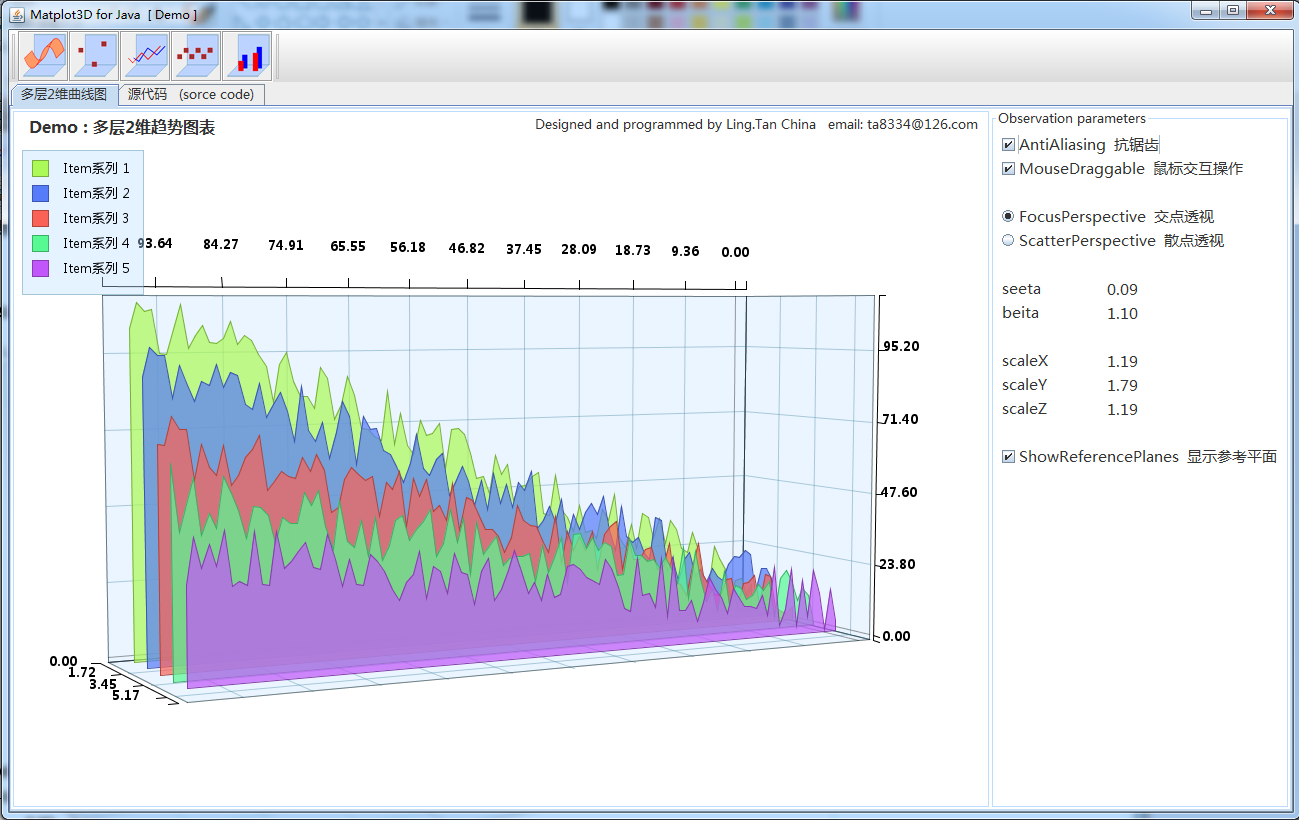 Matplot3D for Java [ Demo ]
多层2维曲线图
源代码 (sorce code)
Demo : 多层2维趋势图表
Designed and programmed by Ling.Tan China email: ta8334@126.com
Item系列 1
Item系列 2
Item系列 3
Item系列 4
Item系列 5
93.64 84.27 74.91 65.55 56.18 46.82 37.45 28.09 18.73 9.36 0.00
95.20
71.40
47.60
23.80
0.00
0.00
1.72
3.45
5.17
Observation parameters
AntiAliasing 抗锯齿
MouseDraggable 鼠标交互操作
FocusPerspective 交点透视
ScatterPerspective 散点透视
seeta 0.09
beita 1.10
scaleX 1.19
scaleY 1.79
scaleZ 1.19
ShowReferencePlanes 显示参考平面